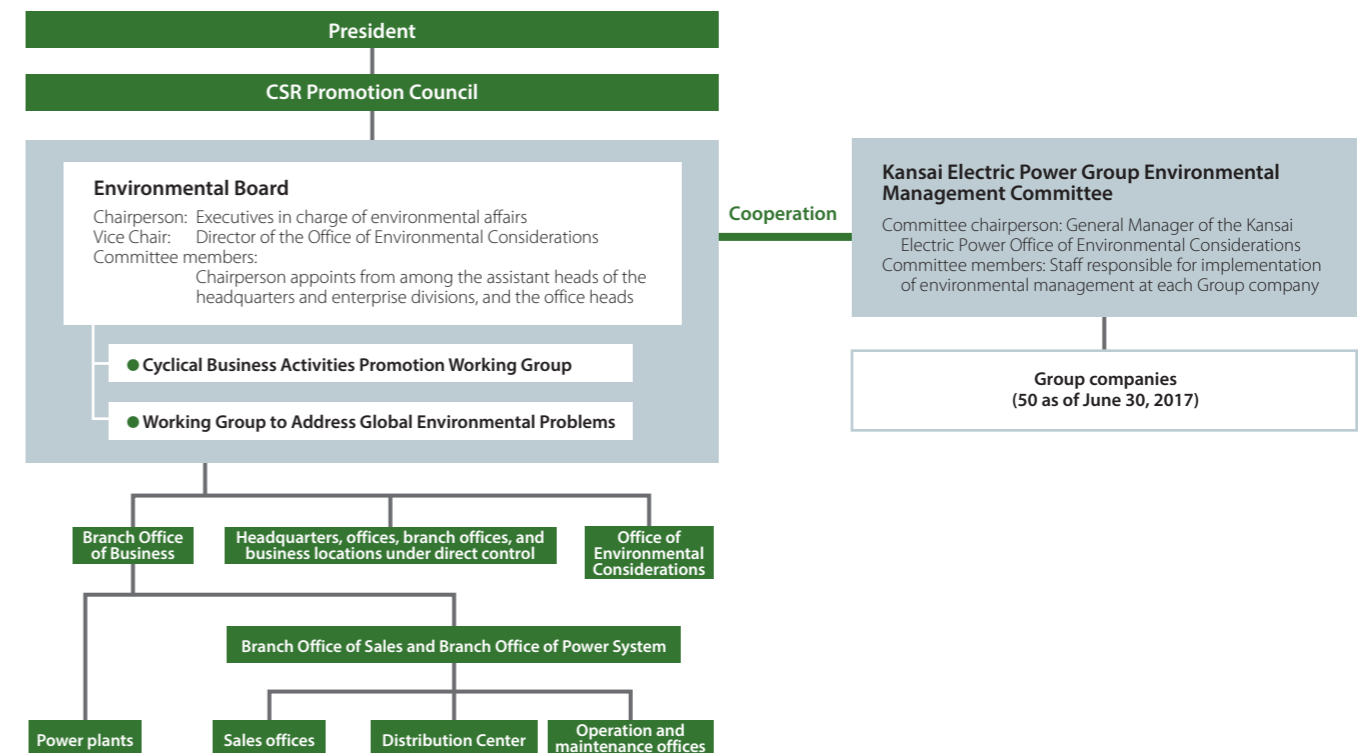 President
CSR Promotion Council
Environmental Board
Chairperson: Executives in charge of environmental affairs
Vice Chair: Director of the Office of Environmental Considerations
Committee members:
Chairperson appoints from among the assistant heads of the
headquarters and enterprise divisions, and the office heads
● Cyclical Business Activities Promotion Working Group
● Working Group to Address Global Environmental Problems
Cooperation
Kansai Electric Power Group Environmental
Management Committee
Committee chairperson: General Manager of the Kansai
Electric Power Office of Environmental Considerations
Committee members: Staff responsible for implementation
of environmental management at each Group company
Group companies
(50 as of June 30, 2017)
Branch Office
of Business
Headquarters, offices, branch offices, and
business locations under direct control
Office of
Environmental
Considerations
Branch Office of Sales and Branch Office of Power System
Power plants
Sales offices
Distribution Center
Operation and
maintenance offices